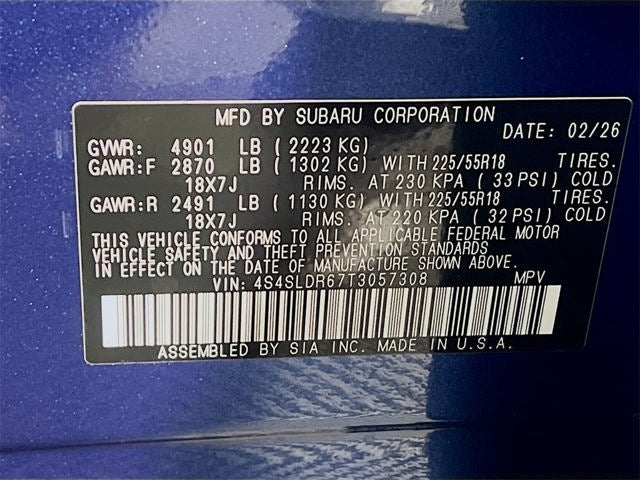 MFD BY SUBARU CORPORATION
DATE: 02/26
GVWR: 4901 LB ( 2223 KG)
GAWR:F 2870 LB ( 1302 KG) WITH 225/55R18 TIRES.
18X7J RIMS. AT 230 KPA ( 33 PSI) COLD
GAWR:R 2491 LB ( 1130 KG) WITH 225/55R18 TIRES.
18X7J RIMS. AT 220 KPA ( 32 PSI) COLD
THIS VEHICLE CONFORMS TO ALL APPLICABLE FEDERAL MOTOR
VEHICLE SAFETY AND THEFT PREVENTION STANDARDS
IN EFFECT ON THE DATE OF MANUFACTURE SHOWN ABOVE.
VIN: 4S4SLDR67T3057308 MPV
ASSEMBLED BY SIA INC. MADE IN U.S.A.